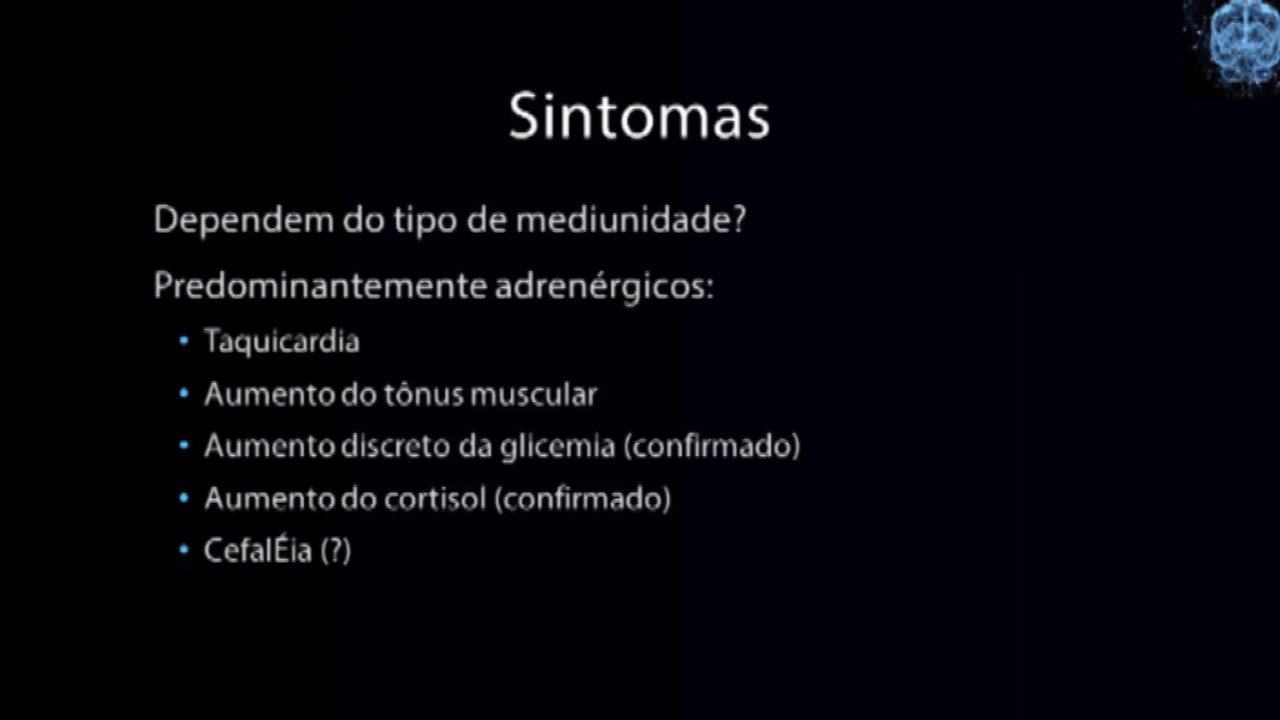 Sintomas
Dependem do tipo de mediunidade?
Predominantemente adrenérgicos:
• Taquicardia
• Aumento do tônus muscular
• Aumento discreto da glicemia (confirmado)
• Aumento do cortisol (confirmado)
• CefalÉia (?)